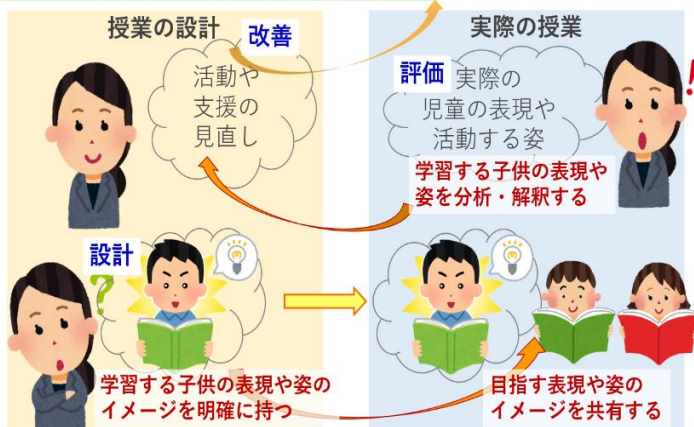 授業の設計
改善
活動や
支援の
見直し
実際の授業
評価
実際の
児童の表現や
活動する姿
!
学習する子供の表現や
姿を分析・解釈する
設計
?
学習する子供の表現や姿の
イメージを明確に持つ
目指す表現や姿の
イメージを共有する